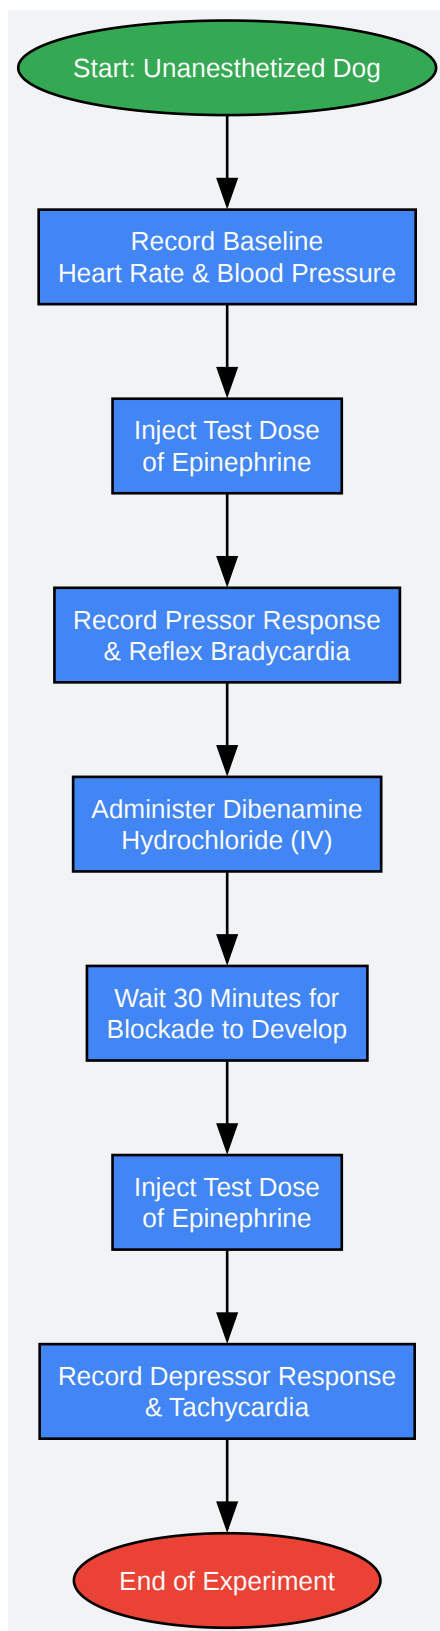 Start: Unanesthetized Dog
Record Baseline
Heart Rate & Blood Pressure
Inject Test Dose
of Epinephrine
Record Pressor Response
& Reflex Bradycardia
Administer Dibenamine
Hydrochloride (IV)
Wait 30 Minutes for
Blockade to Develop
Inject Test Dose
of Epinephrine
Record Depressor Response
& Tachycardia
End of Experiment